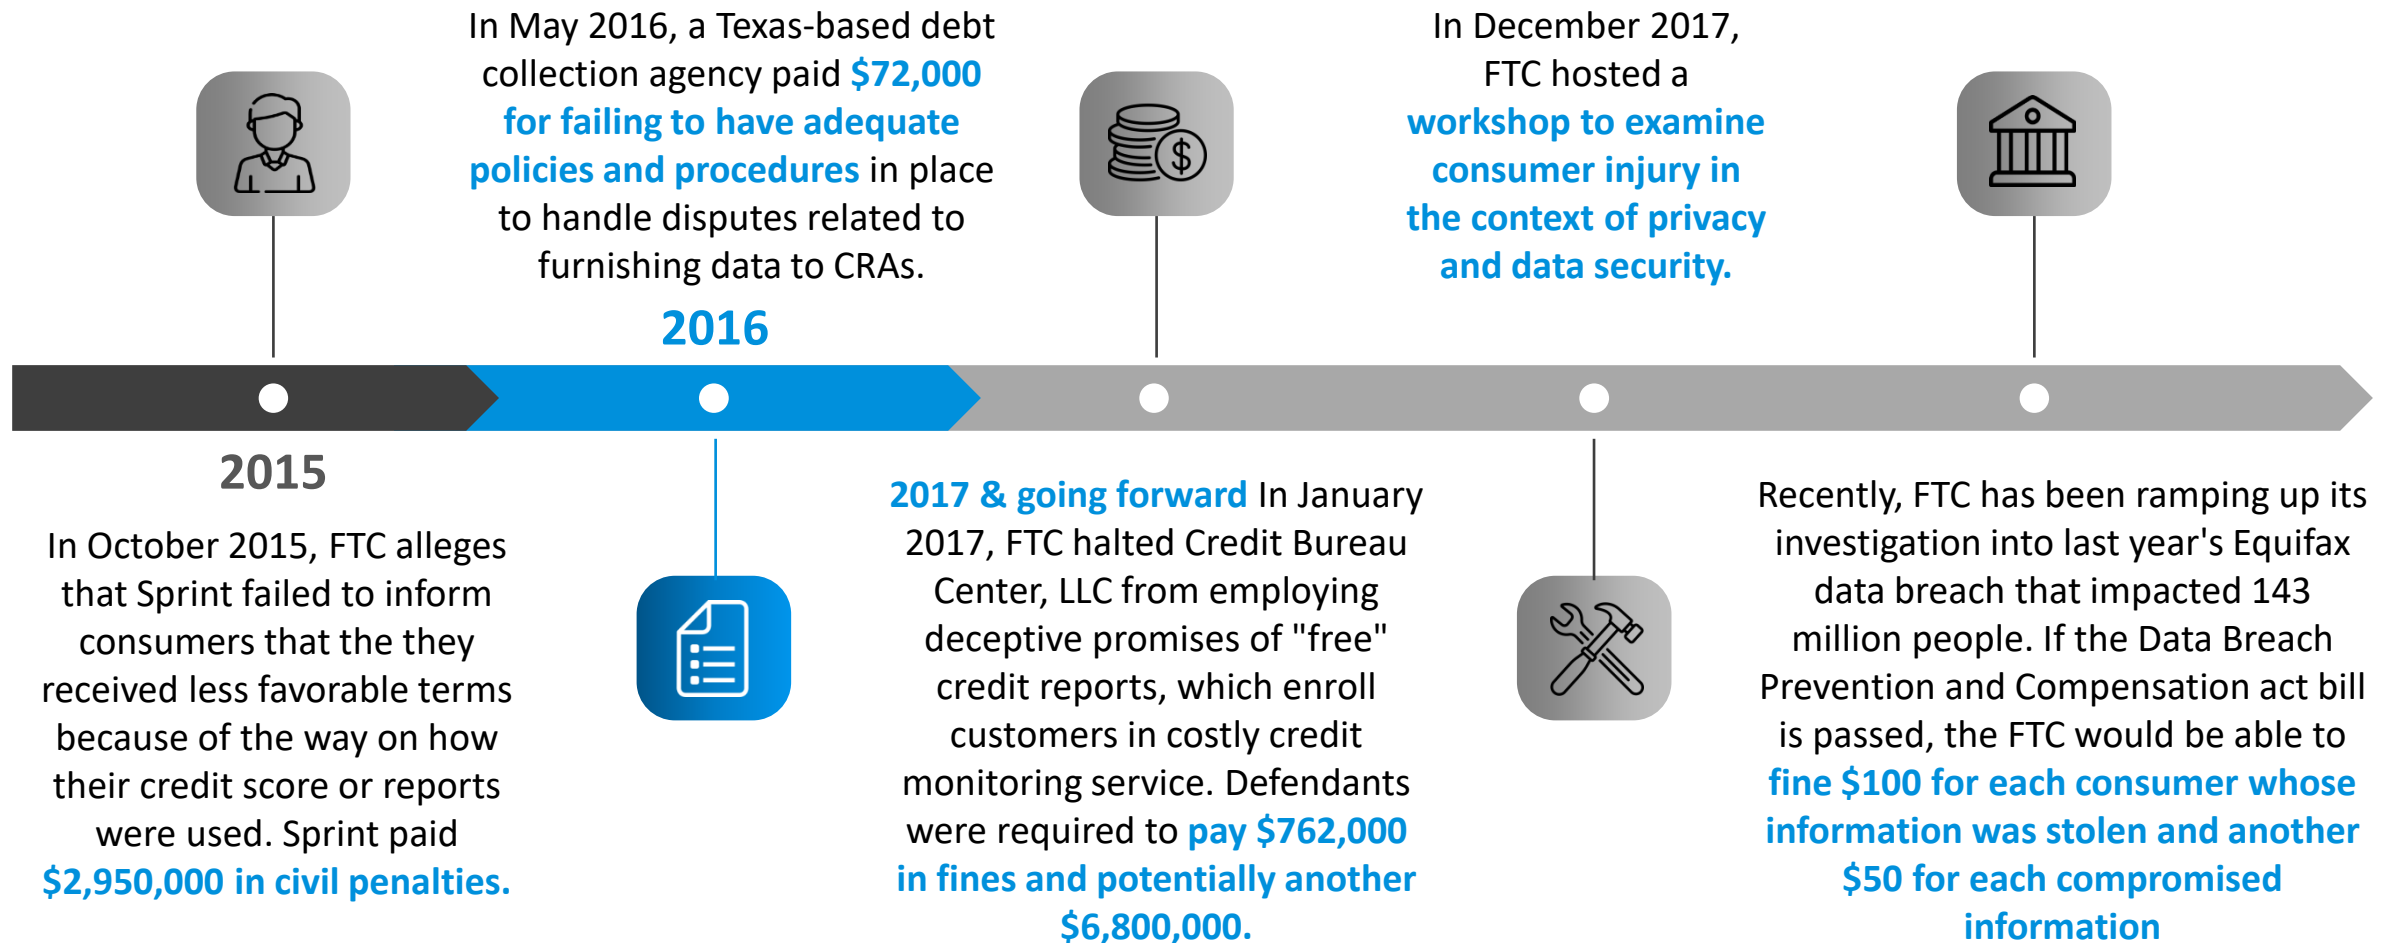 2015
In October 2015, FTC alleges
that Sprint failed to inform
consumers that the they
received less favorable terms
because of the way on how
their credit score or reports
were used. Sprint paid
$2,950,000 in civil penalties.
In May 2016, a Texas-based debt
collection agency paid $72,000
for failing to have adequate
policies and procedures in place
to handle disputes related to
furnishing data to CRAs.
2016
$
2017 & going forward In January
2017, FTC halted Credit Bureau
Center, LLC from employing
deceptive promises of "free"
credit reports, which enroll
customers in costly credit
monitoring service. Defendants
were required to pay $762,000
in fines and potentially another
$6,800,000.
In December 2017,
FTC hosted a
workshop to examine
consumer injury in
the context of privacy
and data security.
Recently, FTC has been ramping up its
investigation into last year's Equifax
data breach that impacted 143
million people. If the Data Breach
Prevention and Compensation act bill
is passed, the FTC would be able to
fine $100 for each consumer whose
information was stolen and another
$50 for each compromised
information